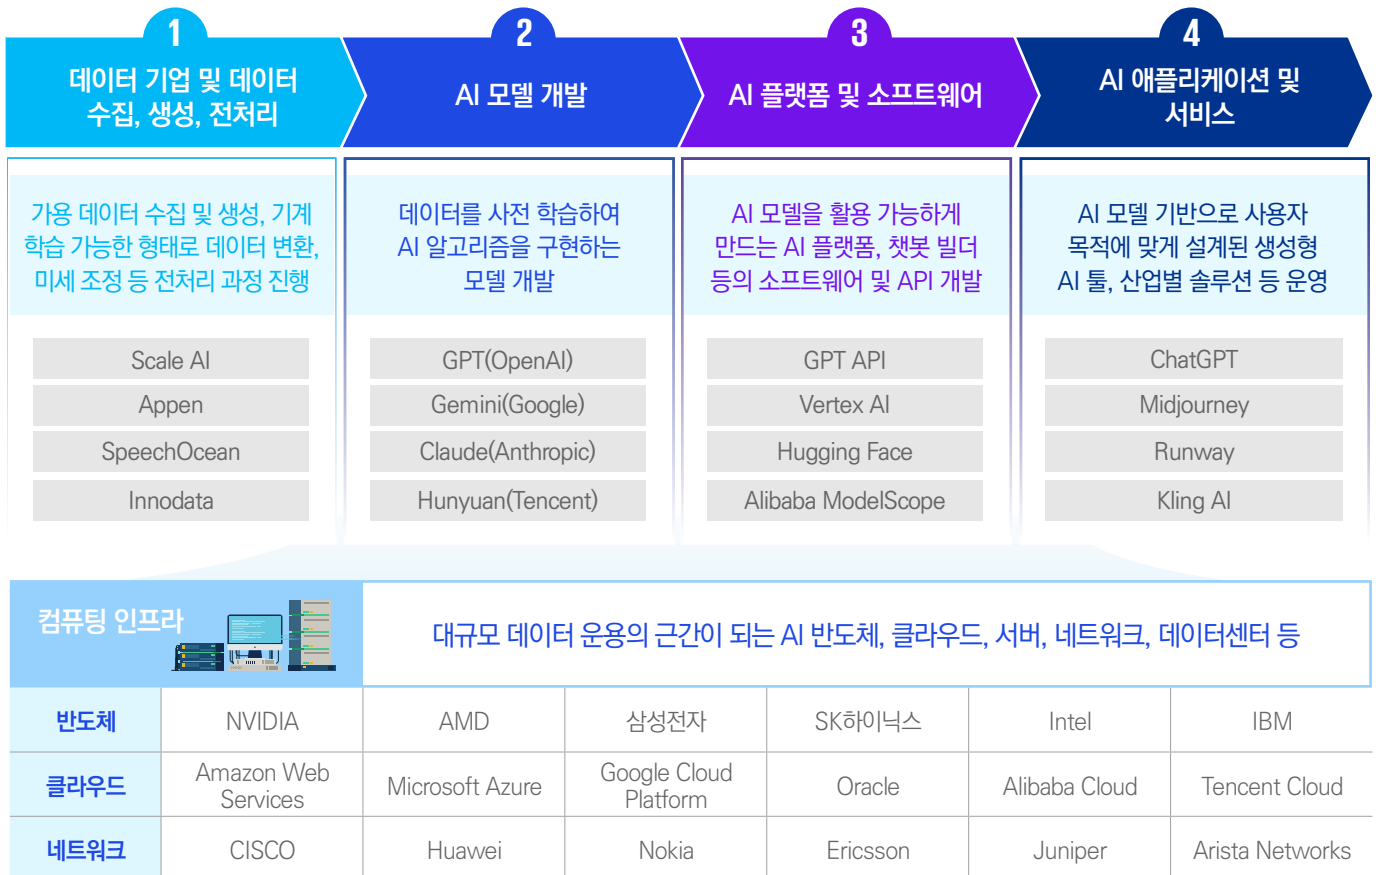 1
데이터 기업 및 데이터
수집, 생성, 전처리
2
AI 모델 개발
3
AI 플랫폼 및 소프트웨어
4
AI 애플리케이션 및
서비스
가용 데이터 수집 및 생성, 기계
학습 가능한 형태로 데이터 변환,
미세 조정 등 전처리 과정 진행
Scale AI
Appen
SpeechOcean
Innodata
데이터를 사전 학습하여
AI 알고리즘을 구현하는
모델 개발
GPT(OpenAI)
Gemini(Google)
Claude(Anthropic)
Hunyuan(Tencent)
AI 모델을 활용 가능하게
만드는 AI 플랫폼, 챗봇 빌더
등의 소프트웨어 및 API 개발
GPT API
Vertex AI
Hugging Face
Alibaba ModelScope
AI 모델 기반으로 사용자
목적에 맞게 설계된 생성형
AI 툴, 산업별 솔루션 등 운영
ChatGPT
Midjourney
Runway
Kling AI
컴퓨팅 인프라
대규모 데이터 운용의 근간이 되는 AI 반도체, 클라우드, 서버, 네트워크, 데이터센터 등
반도체 NVIDIA AMD 삼성전자 SK하이닉스 Intel IBM
클라우드 Amazon Web Services Microsoft Azure Google Cloud Platform Oracle Alibaba Cloud Tencent Cloud
네트워크 CISCO Huawei Nokia Ericsson Juniper Arista Networks